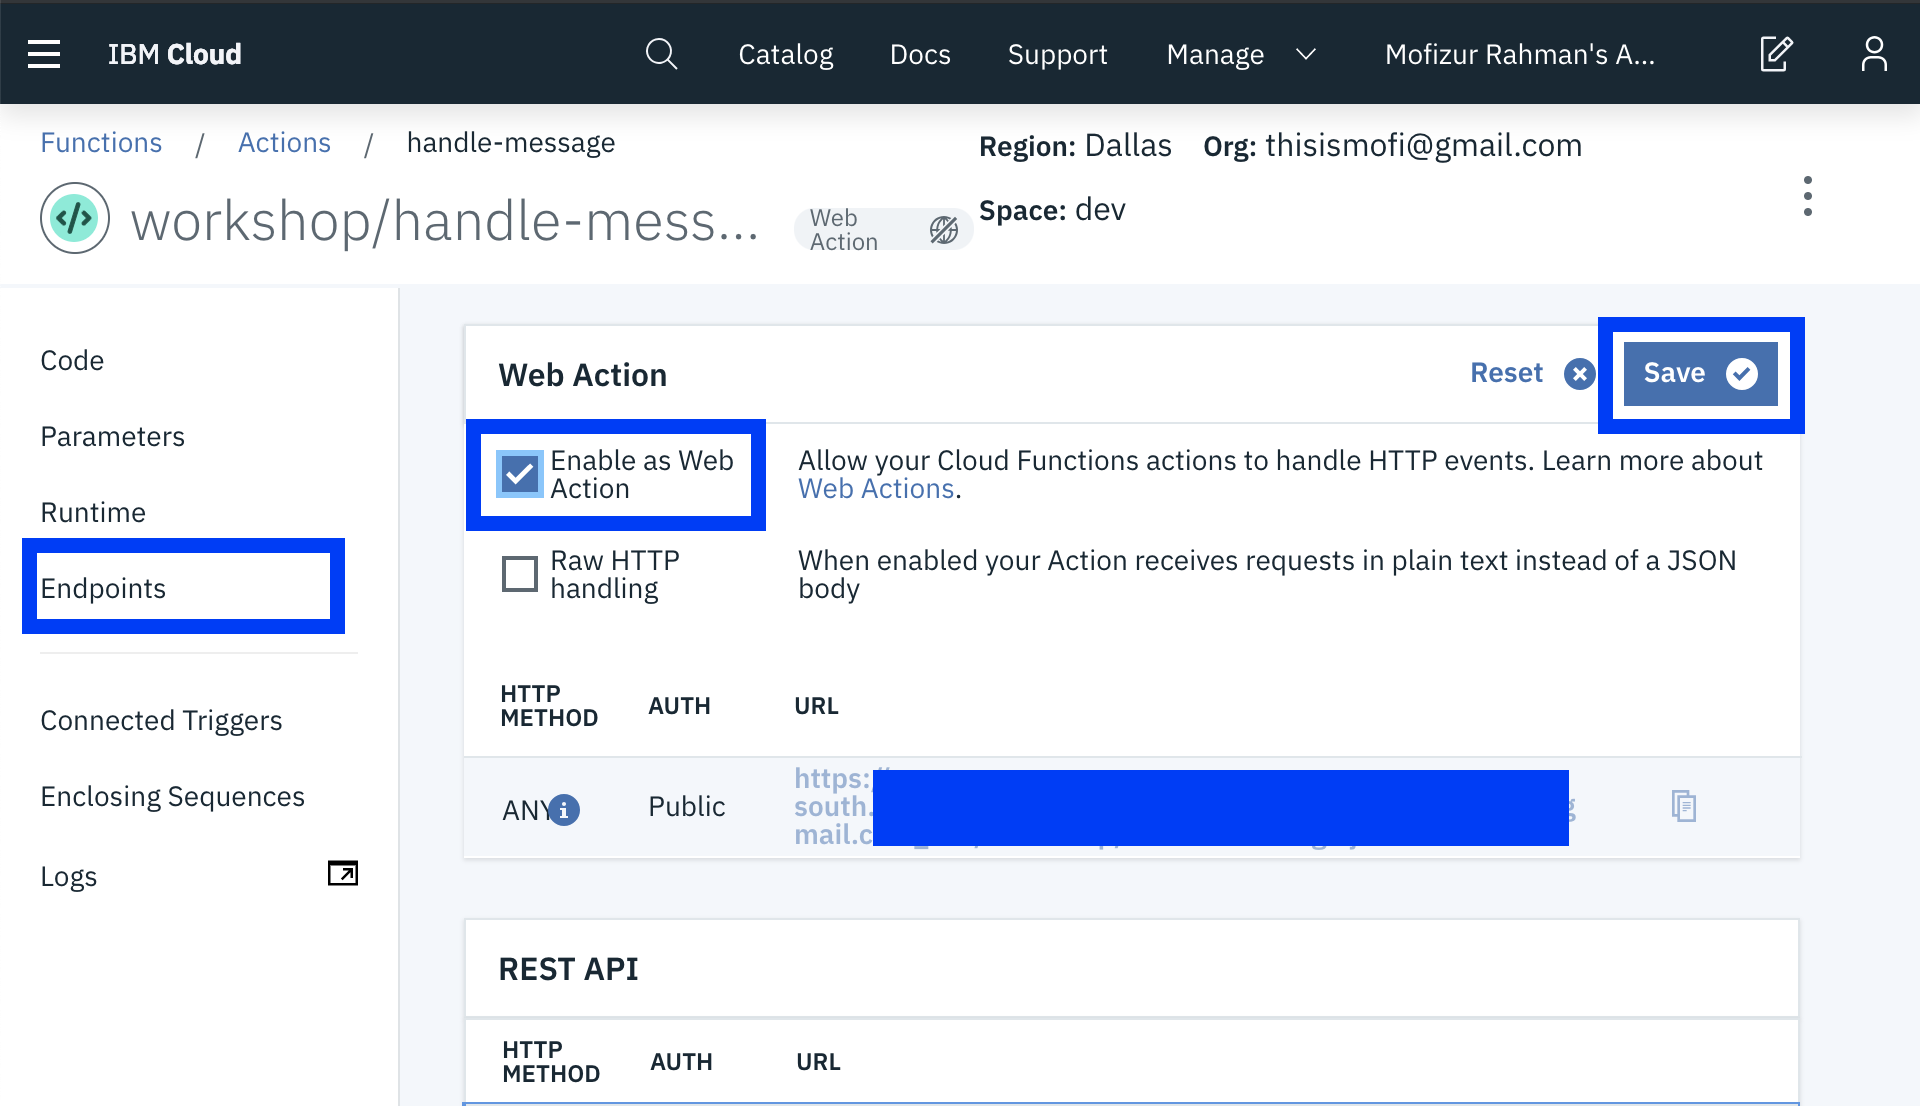 IBM Cloud
Catalog
Docs
Support
Manage
Mofizur Rahman's A...
Functions / Actions / handle-message
Region: Dallas Org: thisismofi@gmail.com
workshop/handle-mess...
Web
Action
Space: dev
Code
Parameters
Runtime
Endpoints
Connected Triggers
Enclosing Sequences
Logs
Web Action
Reset
Save
Enable as Web
Action
Allow your Cloud Functions actions to handle HTTP events. Learn more about
Web Actions.
Raw HTTP
handling
When enabled your Action receives requests in plain text instead of a JSON
body
HTTP
METHOD
AUTH
URL
ANY
Public
https:/
south.
mail.c
REST API
HTTP
METHOD
AUTH
URL